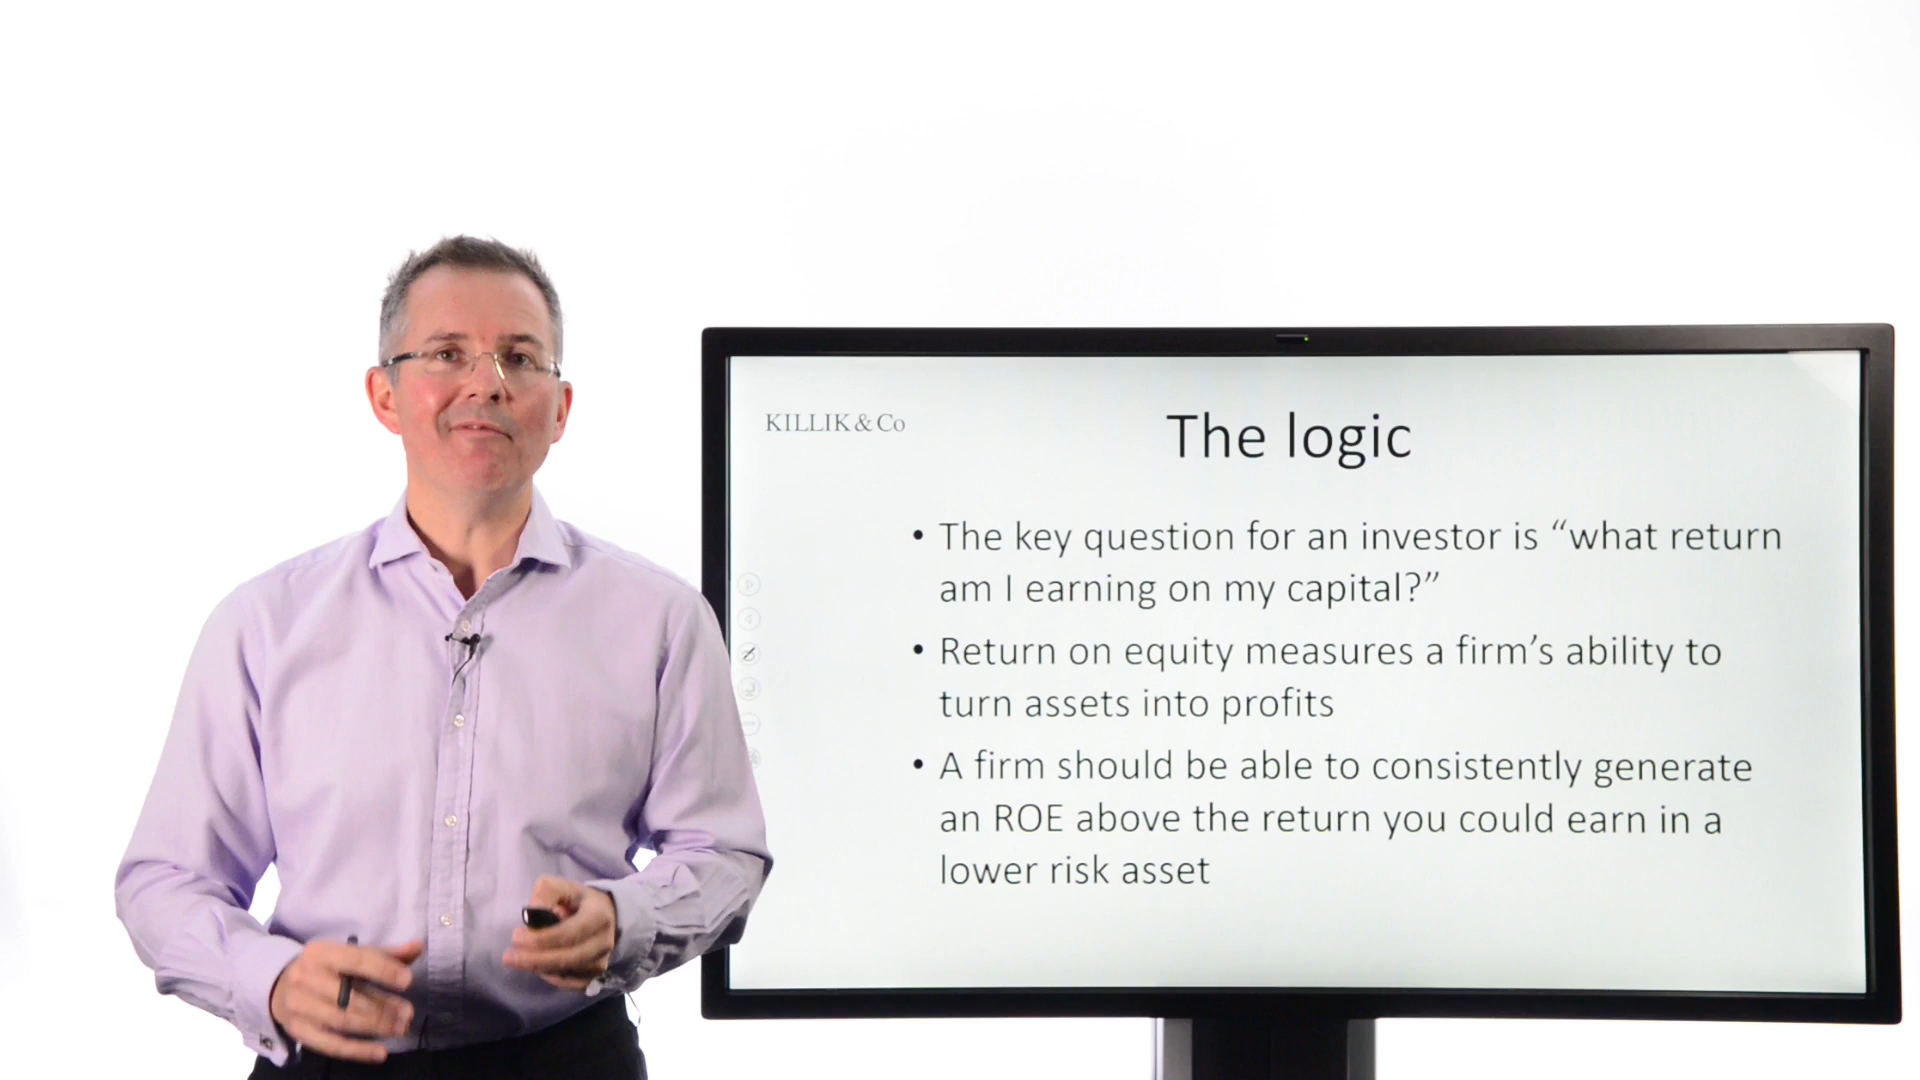 KILLIK & Co
The logic
• The key question for an investor is “what return
am I earning on my capital?”
• Return on equity measures a firm’s ability to
turn assets into profits
• A firm should be able to consistently generate
an ROE above the return you could earn in a
lower risk asset